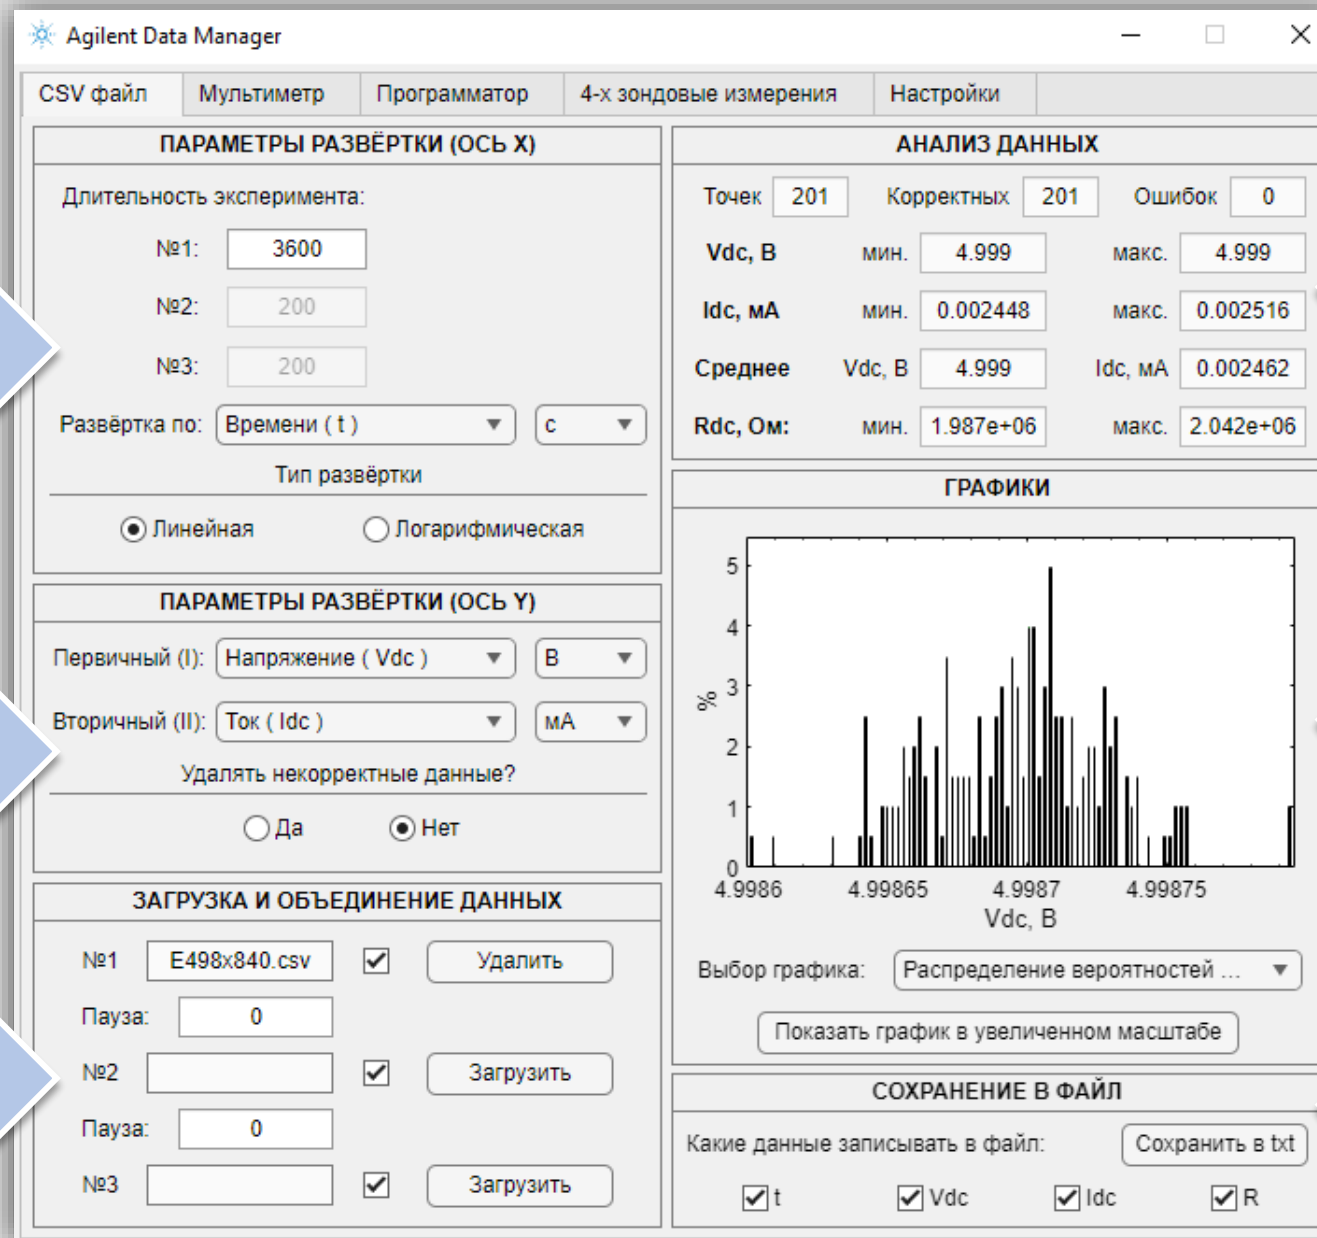 Agilent Data Manager
CSV файл Мультиметр Программатор 4-х зондовые измерения Настройки
ПАРАМЕТРЫ РАЗВЁРТКИ (ОСЬ X)
Длительность эксперимента:
№1: 3600
№2: 200
№3: 200
Развёртка по: Времени ( t ) с
Тип развёртки
Линейная Логарифмическая
ПАРАМЕТРЫ РАЗВЁРТКИ (ОСЬ Y)
Первичный (I): Напряжение ( Vdc ) В
Вторичный (II): Ток ( Idc ) мА
Удалять некорректные данные?
Да Нет
ЗАГРУЗКА И ОБЪЕДИНЕНИЕ ДАННЫХ
№1 E498x840.csv Удалить
Пауза: 0
№2 Загрузить
Пауза: 0
№3 Загрузить
АНАЛИЗ ДАННЫХ
Точек 201 Корректных 201 Ошибок 0
Vdc, В мин. 4.999 макс. 4.999
Idc, мА мин. 0.002448 макс. 0.002516
Среднее Vdc, В 4.999 Idc, мА 0.002462
Rdc, Ом: мин. 1.987e+06 макс. 2.042e+06
ГРАФИКИ
5
4
3
2
1
0
%
4.9986 4.99865 4.9987 4.99875
Vdc, В
Выбор графика: Распределение вероятностей ...
Показать график в увеличенном масштабе
СОХРАНЕНИЕ В ФАЙЛ
Какие данные записывать в файл: Сохранить в txt
t Vdc Idc R